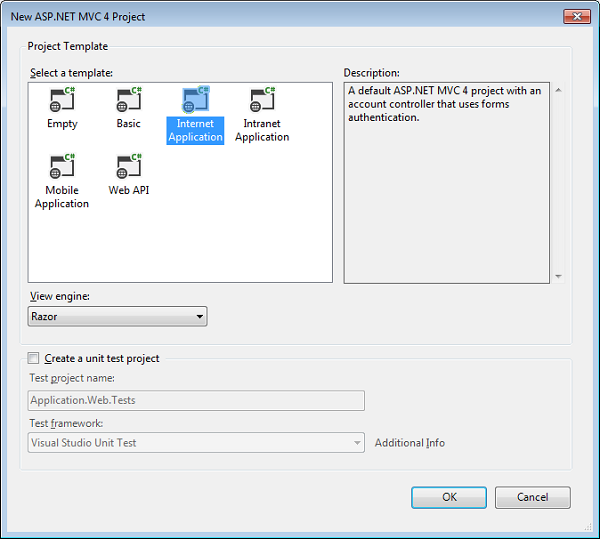 New ASP.NET MVC 4 Project
Project Template
Select a template:
C# C# C# C#
Empty Basic Internet Application Intranet Application
C# C#
Mobile Application Web API
Description:
A default ASP.NET MVC 4 project with an
account controller that uses forms
authentication.
View engine:
Razor
Create a unit test project
Test project name:
Application.Web.Tests
Test framework:
Visual Studio Unit Test
Additional Info
OK Cancel